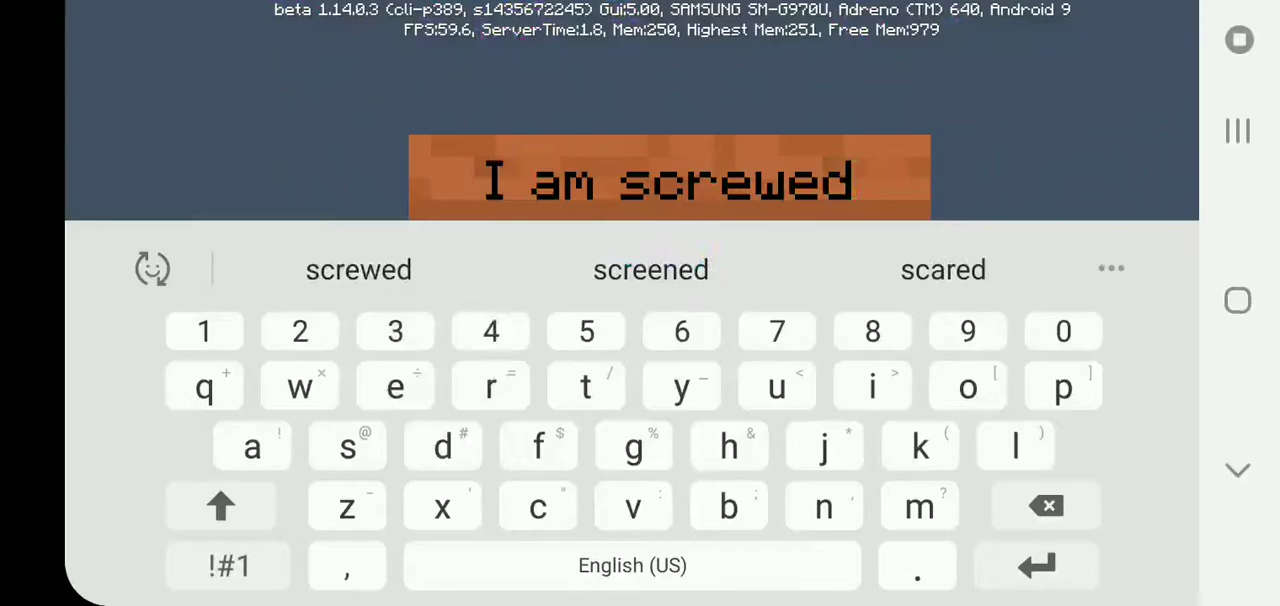 beta 1.14.0.3 (cli-p389, s1435672245) Gui:5.00, SAMSUNG SM-G970U, Adreno (TM) 640, Android 9
FPS:59.6, ServerTime:1.8, Mem:250, Highest Mem:251, Free Mem:979
I am screwed
screwed screened scared •••
1 2 3 4 5 6 7 8 9 0
q + w × e ÷ r = t / y _ u < i > o [ p ]
a ! s @ d # f $ g % h & j * k ( l )
z - x ' c " v : b ; n , m ?
!#1 , English (US) .